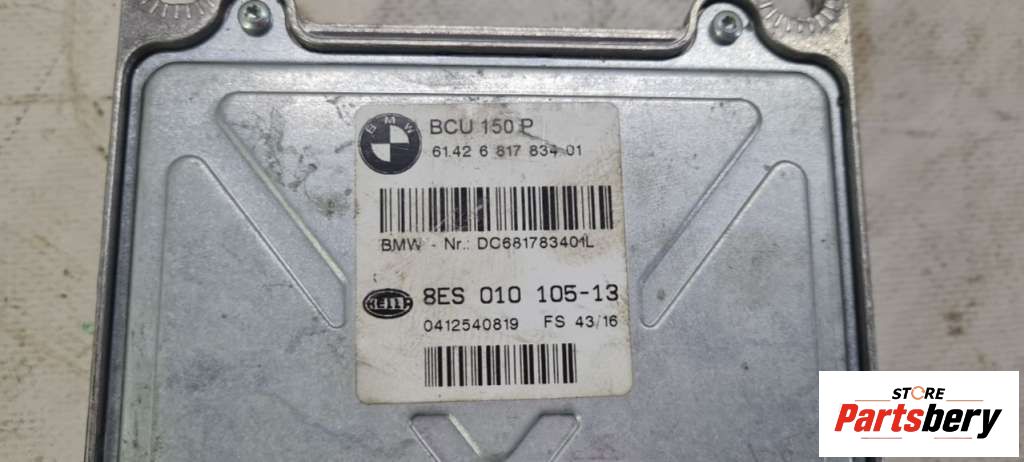 BMW
BCU 150 P
61.42 6 817 834 01
BMW - Nr.: DC681783401L
HELLA
8ES 010 105-13
0412540819 FS 43/16
STORE
Partsbery